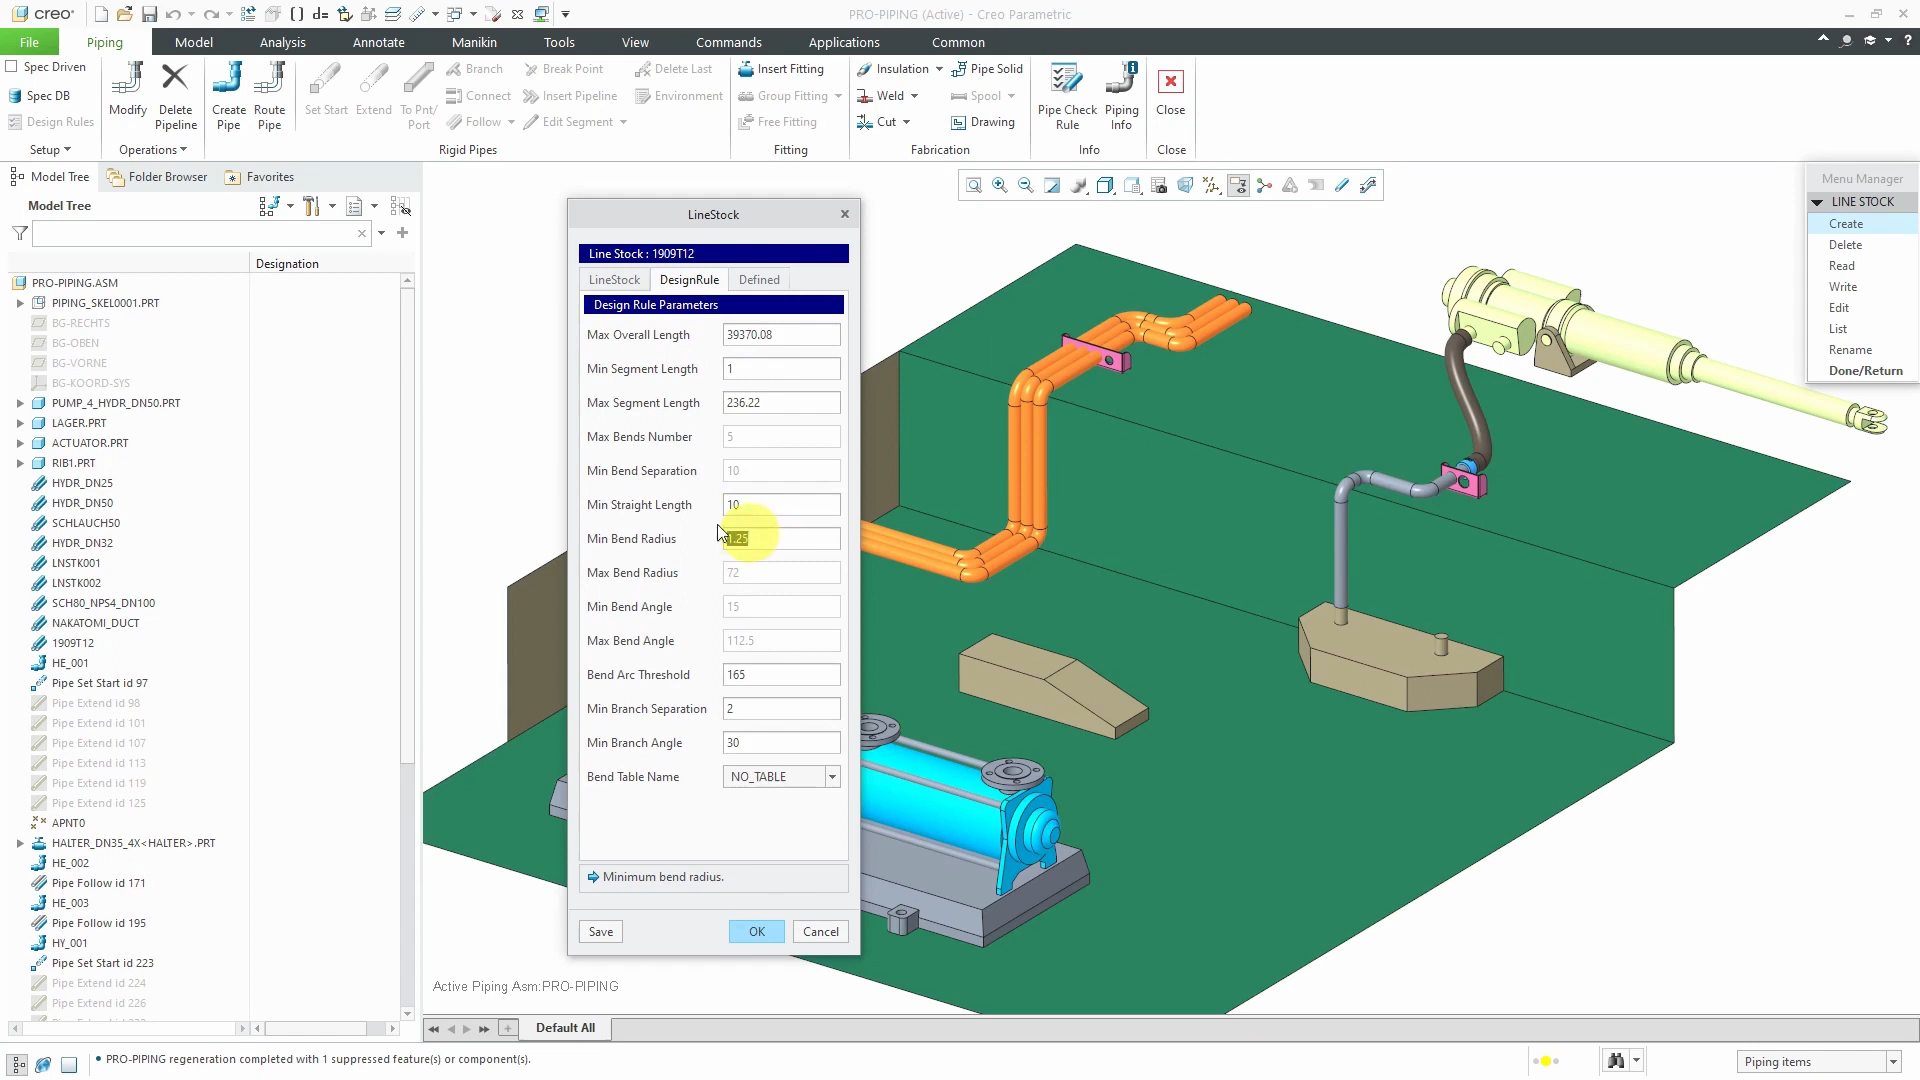 creo
PRO-PIPING (Active) - Creo Parametric
File
Piping
Model
Analysis
Annotate
Manikin
Tools
View
Commands
Applications
Common
Spec Driven
Spec DB
Design Rules
Setup
Modify
Delete Pipeline
Operations
Create Pipe
Route Pipe
Set Start
Extend
To Pnt/ Port
Branch
Connect
Follow
Break Point
Insert Pipeline
Edit Segment
Delete Last
Environment
Rigid Pipes
Insert Fitting
Group Fitting
Free Fitting
Fitting
Insulation
Weld
Cut
Pipe Solid
Spool
Drawing
Fabrication
Pipe Check Rule
Piping Info
Info
Close
Close
Model Tree
Folder Browser
Favorites
Model Tree
Designation
PRO-PIPING.ASM
PIPING_SKEL0001.PRT
BG-RECHTS
BG-OBEN
BG-VORNE
BG-KOORD-SYS
PUMP_4_HYDR_DN50.PRT
LAGER.PRT
ACTUATOR.PRT
RIB1.PRT
HYDR_DN25
HYDR_DN50
SCHLAUCH50
HYDR_DN32
LNSTK001
LNSTK002
SCH80_NPS4_DN100
NAKATOMI_DUCT
1909T12
HE_001
Pipe Set Start id 97
Pipe Extend id 98
Pipe Extend id 101
Pipe Extend id 107
Pipe Extend id 113
Pipe Extend id 119
Pipe Extend id 125
APNT0
HALTER_DN35_4X<HALTER>.PRT
HE_002
Pipe Follow id 171
HE_003
Pipe Follow id 195
HY_001
Pipe Set Start id 223
Pipe Extend id 224
Pipe Extend id 226
LineStock
Line Stock : 1909T12
LineStock
DesignRule
Defined
Design Rule Parameters
Max Overall Length 39370.08
Min Segment Length 1
Max Segment Length 236.22
Max Bends Number 5
Min Bend Separation 10
Min Straight Length 10
Min Bend Radius 1.25
Max Bend Radius 72
Min Bend Angle 15
Max Bend Angle 112.5
Bend Arc Threshold 165
Min Branch Separation 2
Min Branch Angle 30
Bend Table Name NO_TABLE
Minimum bend radius.
Save
OK
Cancel
Menu Manager
LINE STOCK
Create
Delete
Read
Write
Edit
List
Rename
Done/Return
Active Piping Asm:PRO-PIPING
Default All
PRO-PIPING regeneration completed with 1 suppressed feature(s) or component(s).
Piping items